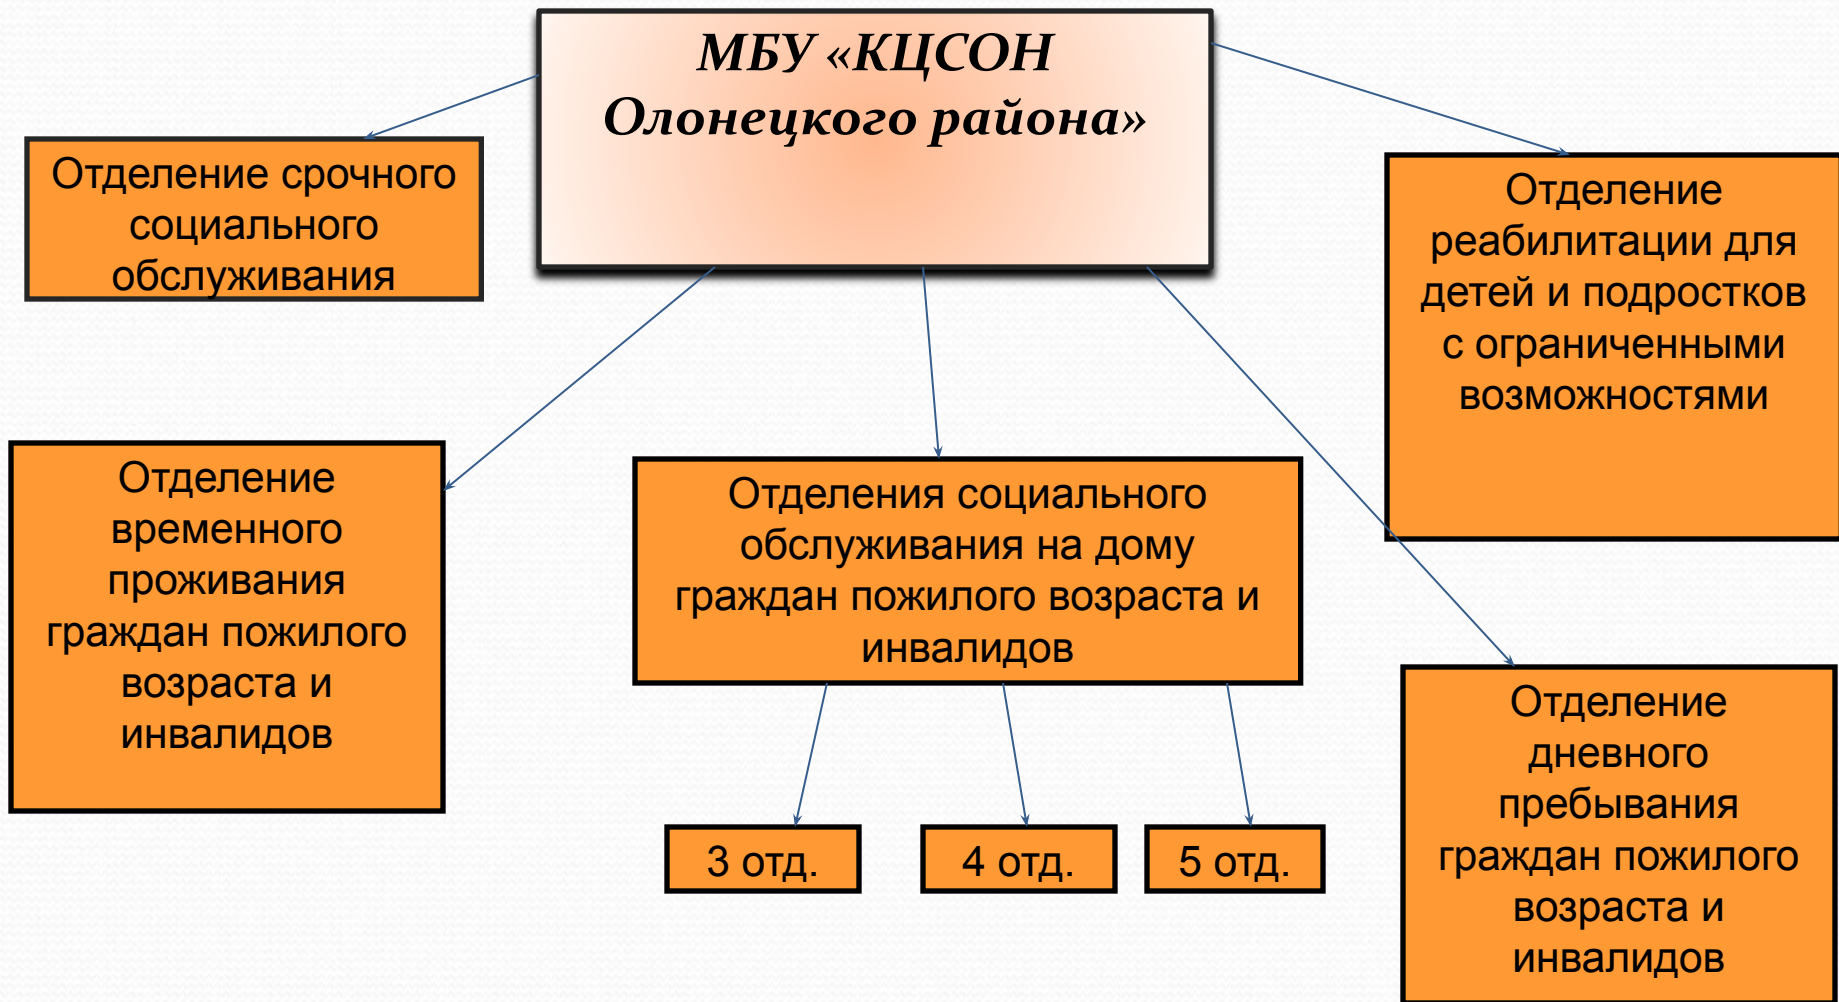 МБУ «КЦСОН
Олонецкого района»
Отделение срочного
социального
обслуживания
Отделение
реабилитации для
детей и подростков
с ограниченными
возможностями
Отделение
временного
проживания
граждан пожилого
возраста и
инвалидов
Отделения социального
обслуживания на дому
граждан пожилого возраста и
инвалидов
Отделение
дневного
пребывания
граждан пожилого
возраста и
инвалидов
3 отд.
4 отд.
5 отд.